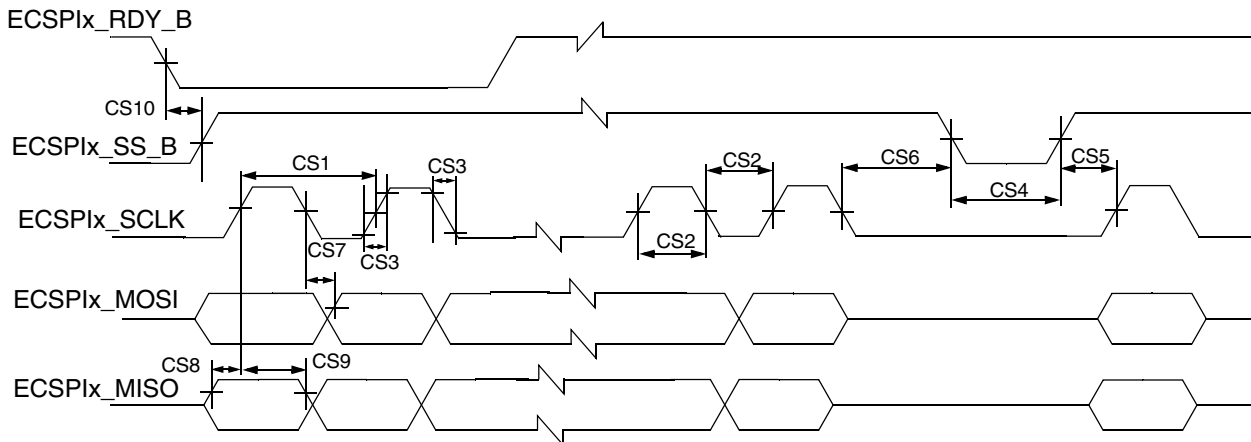 ECSPIx_RDY_B
CS10
ECSPIx_SS_B
CS1
CS3
CS2
CS6
CS5
CS4
ECSPIx_SCLK
CS7
CS3
CS2
ECSPIx_MOSI
CS8
CS9
ECSPIx_MISO